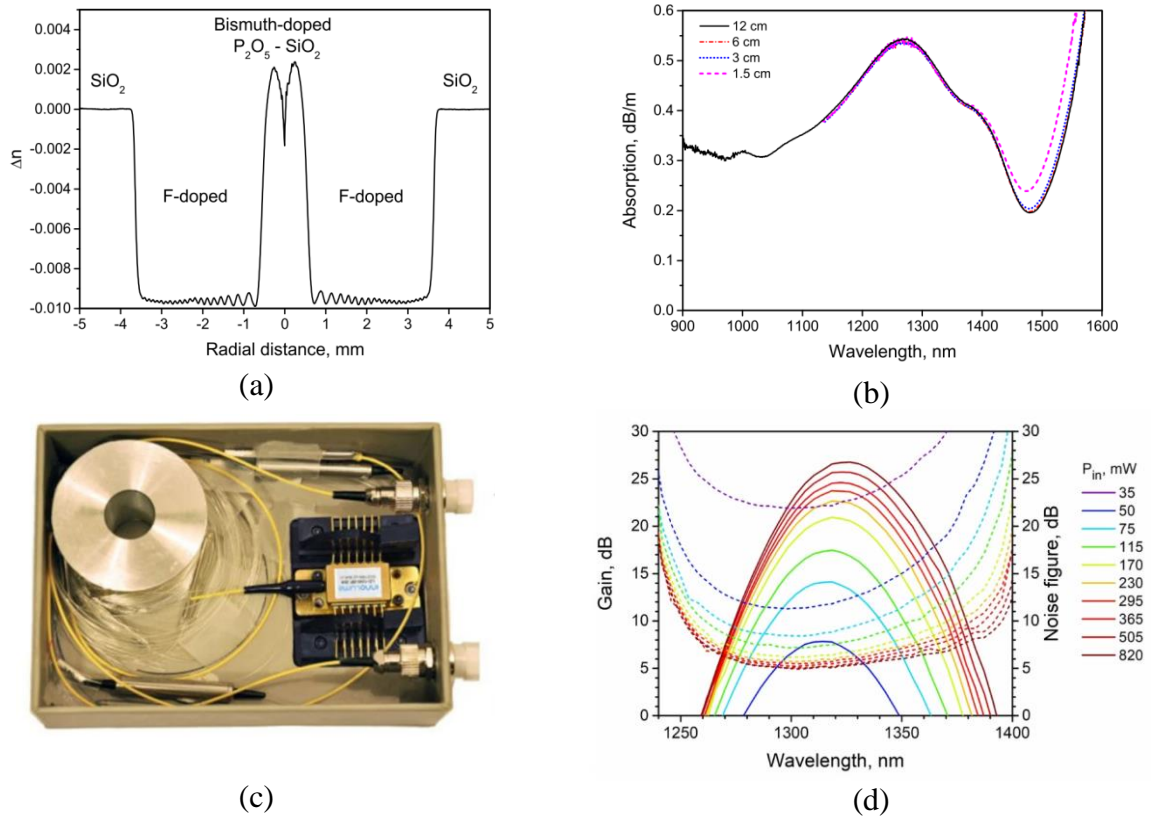 0.004
0.002
0.000
-0.002
-0.004
-0.006
-0.008
-0.010
Δn
Bismuth-doped
P₂O₅ - SiO₂
SiO₂
SiO₂
F-doped
F-doped
-5 -4 -3 -2 -1 0 1 2 3 4 5
Radial distance, mm
(a)
0.6
0.5
0.4
0.3
0.2
0.1
0.0
Absorption, dB/m
12 cm
6 cm
3 cm
1.5 cm
900 1000 1100 1200 1300 1400 1500 1600
Wavelength, nm
(b)
(c)
30
25
20
15
10
5
0
Gain, dB
30
25
20
15
10
5
0
Noise figure, dB
1250 1300 1350 1400
Wavelength, nm
Pᵢₙ, mW
35
50
75
115
170
230
295
365
505
820
(d)